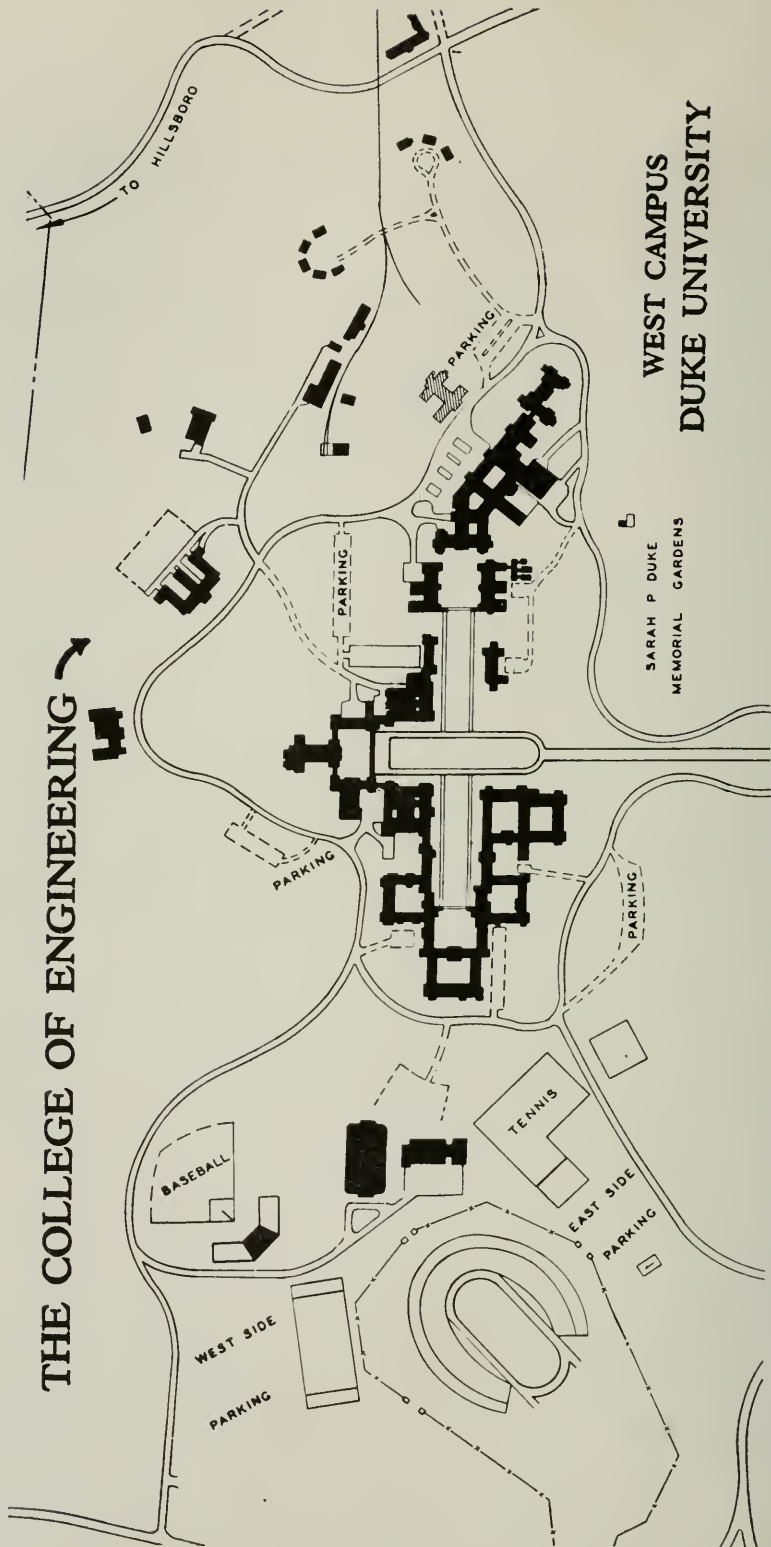 THE COLLEGE OF ENGINEERING
TO HILLSBORO
PARKING
PARKING
PARKING
PARKING
BASEBALL
TENNIS
WEST SIDE
PARKING
EAST SIDE
PARKING
SARAH P DUKE
MEMORIAL GARDENS
WEST CAMPUS
DUKE UNIVERSITY